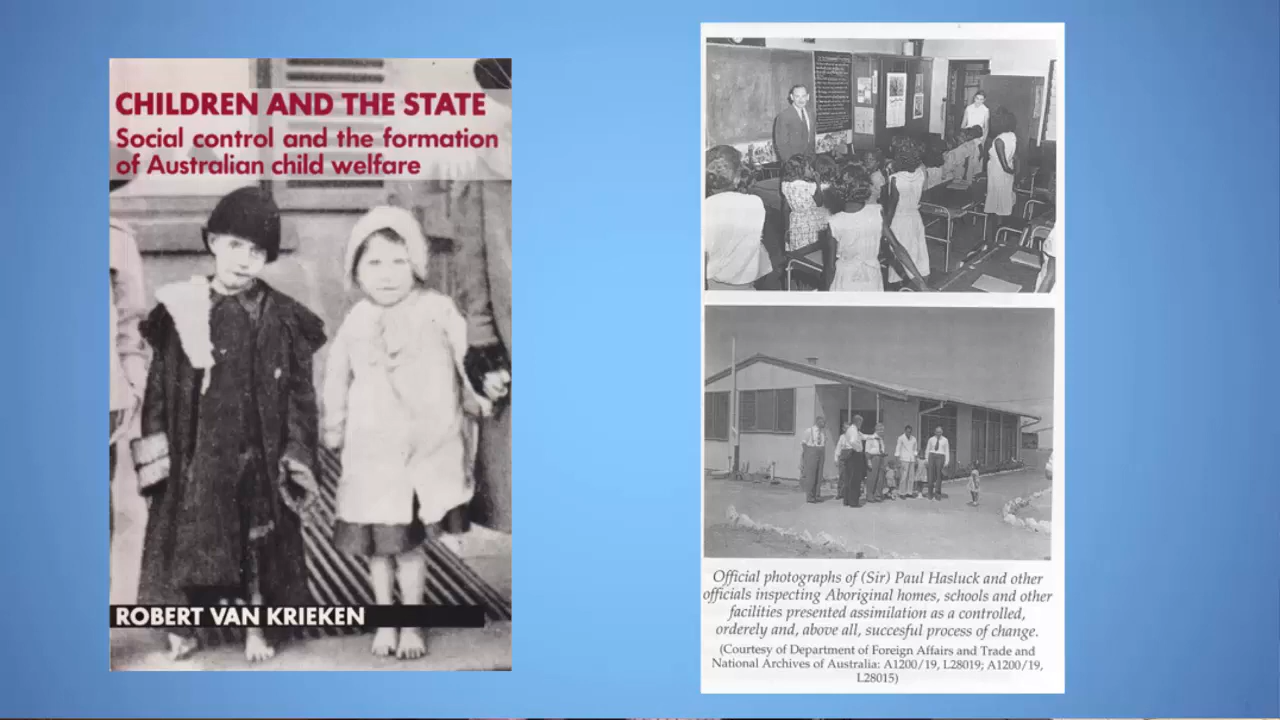 CHILDREN AND THE STATE
Social control and the formation
of Australian child welfare
ROBERT VAN KRIEKEN
Official photographs of (Sir) Paul Hasluck and other
officials inspecting Aboriginal homes, schools and other
facilities presented assimilation as a controlled,
orderly and, above all, succesful process of change.
(Courtesy of Department of Foreign Affairs and Trade and
National Archives of Australia: A1200/19, L28019; A1200/19,
L28015)